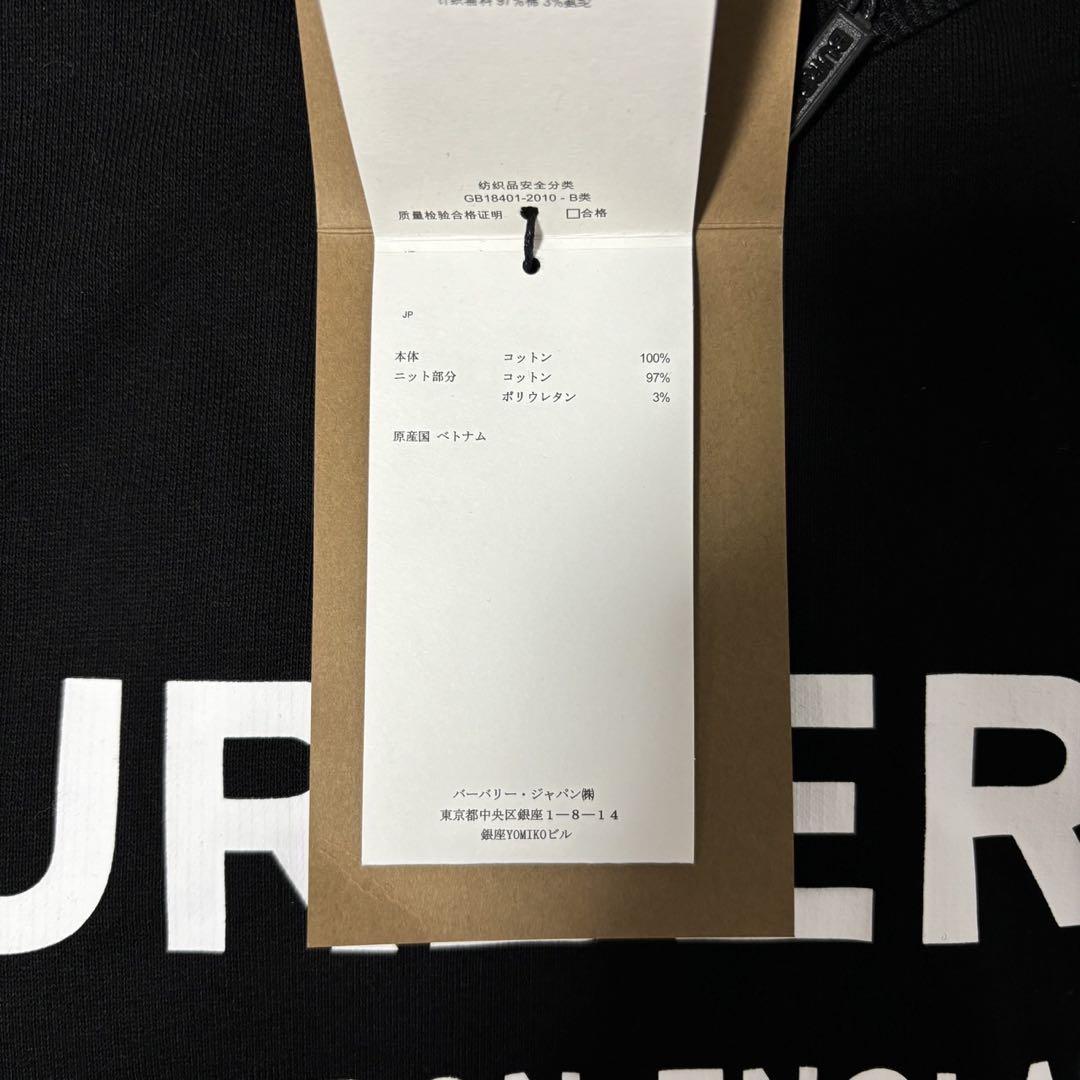 纺织品安全分类
GB18401-2010 - B类
质量检验合格证明 □合格
JP
本体 コットン 100%
ニット部分 コットン 97%
ポリウレタン 3%
原産国 ベトナム
バーバリー・ジャパン㈱
東京都中央区銀座1―8―14
銀座YOMIKOビル